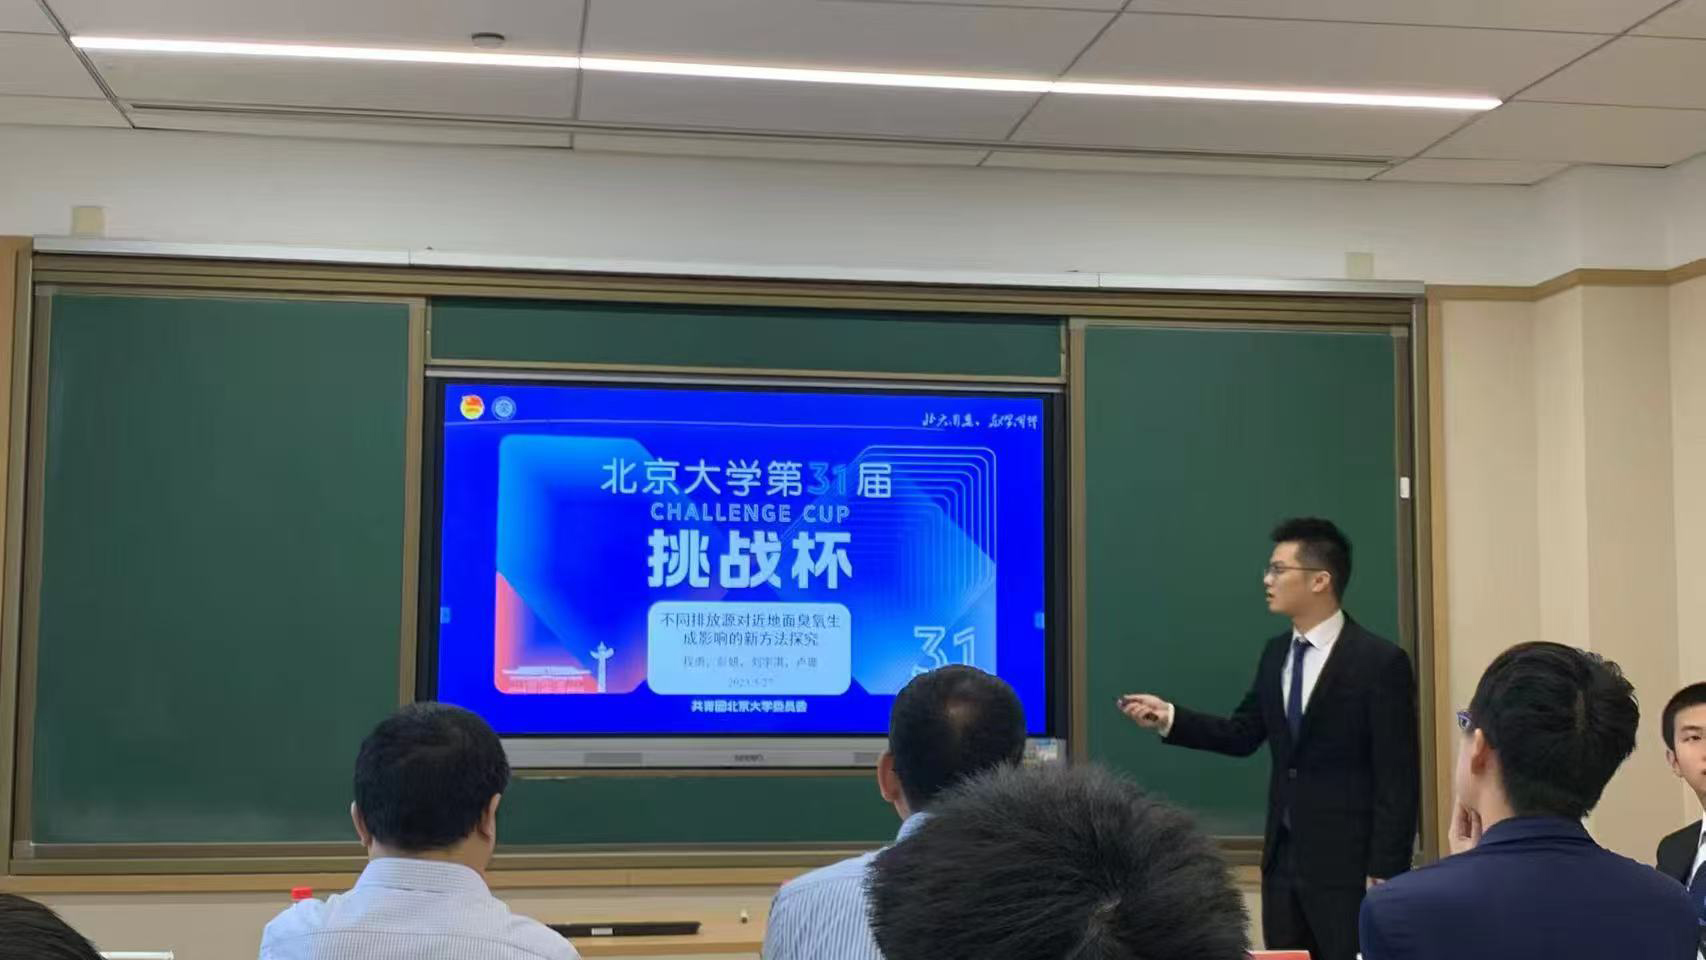 北京大学第31届
CHALLENGE CUP
挑战杯
不同排放源对近地面臭氧生
成影响的新方法探究
31
共青团北京大学委员会